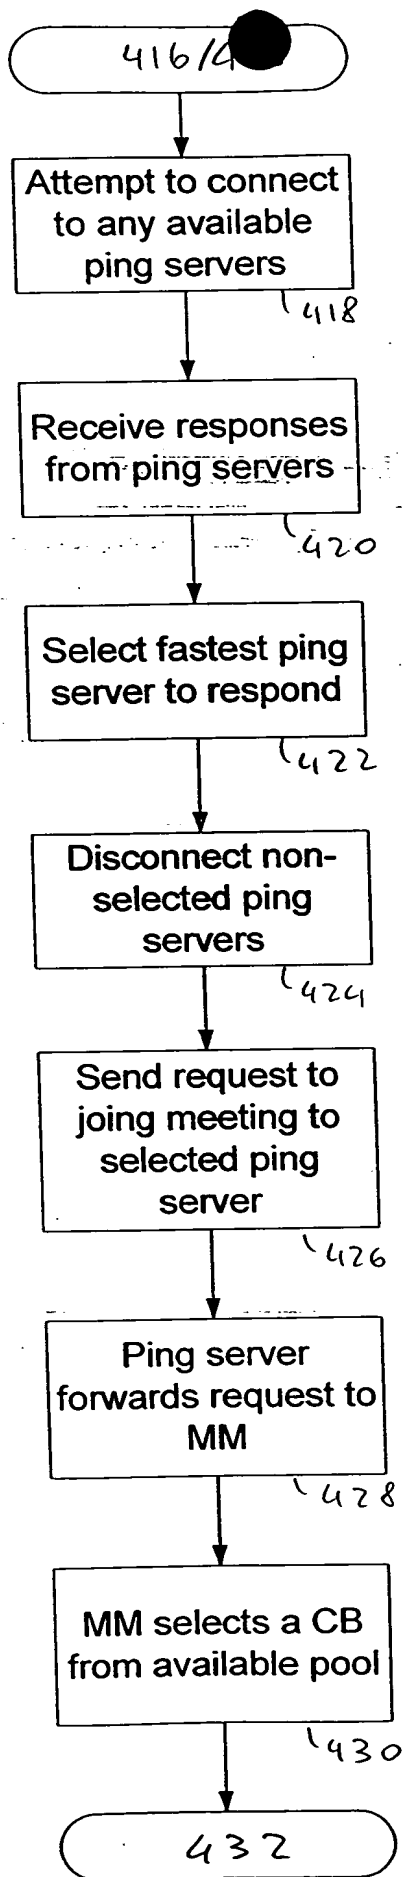 416/4
Attempt to connect
to any available
ping servers
418
Receive responses
from ping servers
420
Select fastest ping
server to respond
422
Disconnect non-
selected ping
servers
424
Send request to
joing meeting to
selected ping
server
426
Ping server
forwards request to
MM
428
MM selects a CB
from available pool
430
432